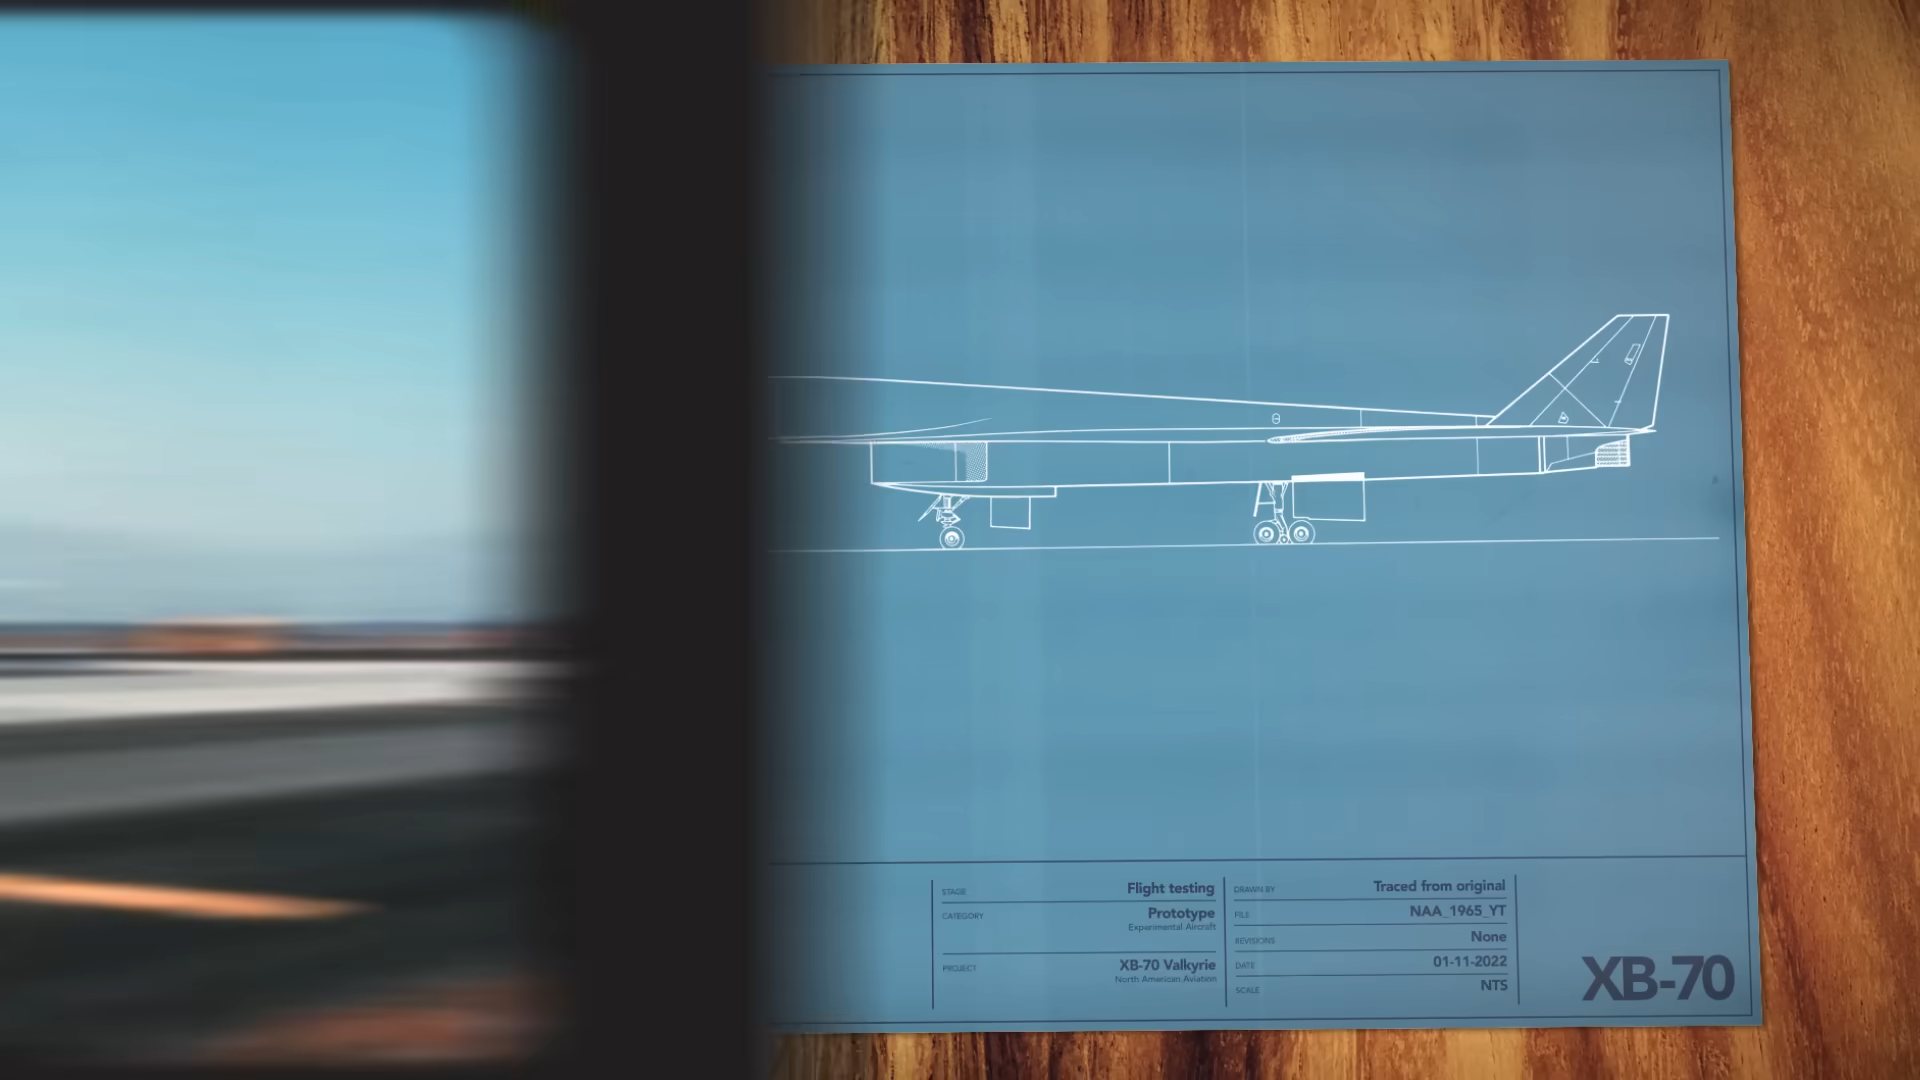 STAGE Flight testing
CATEGORY Prototype
Experimental Aircraft
PROJECT XB-70 Valkyrie
North American Aviation
DRAWN BY Traced from original
FILE NAA_1965_YT
REVISIONS None
DATE 01-11-2022
SCALE NTS
XB-70